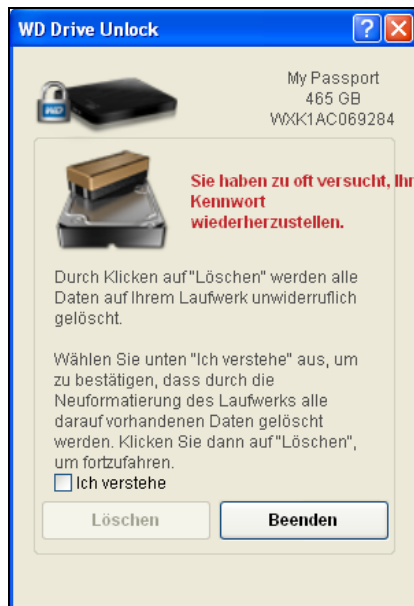 WD Drive Unlock
My Passport
465 GB
WXK1AC069284
WD
Sie haben zu oft versucht, Ihr
Kennwort
wiederherzustellen.
Durch Klicken auf "Löschen" werden alle
Daten auf Ihrem Laufwerk unwiderruflich
gelöscht.
Wählen Sie unten "Ich verstehe" aus, um
zu bestätigen, dass durch die
Neuformatierung des Laufwerks alle
darauf vorhandenen Daten gelöscht
werden. Klicken Sie dann auf "Löschen",
um fortzufahren.
Ich verstehe
Löschen
Beenden